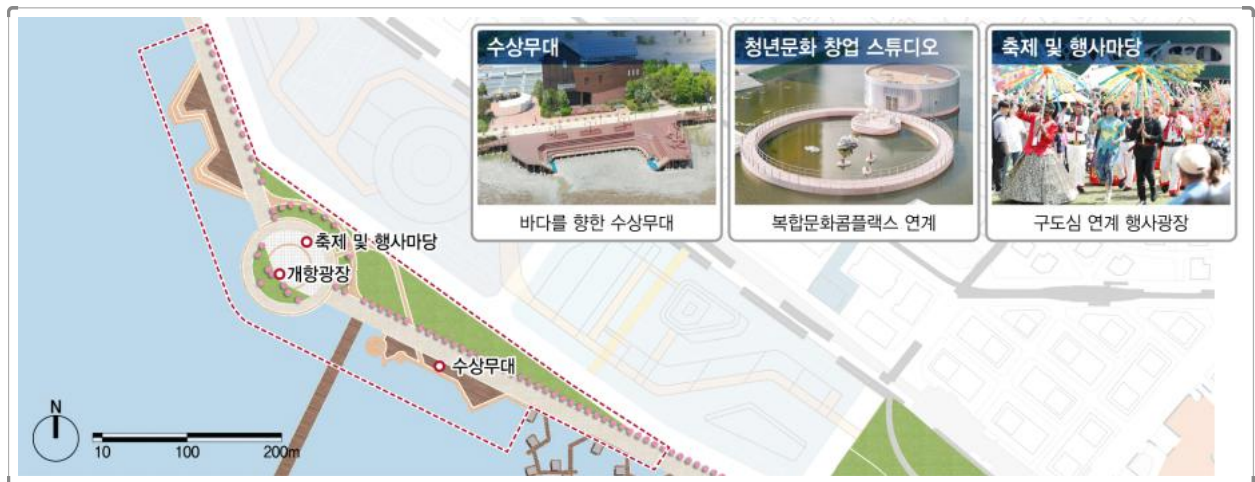 수상무대
바다를 향한 수상무대
청년문화 창업 스튜디오
복합문화콤플랙스 연계
축제 및 행사마당
구도심 연계 행사광장
축제 및 행사마당
개항광장
수상무대
N
10 100 200m